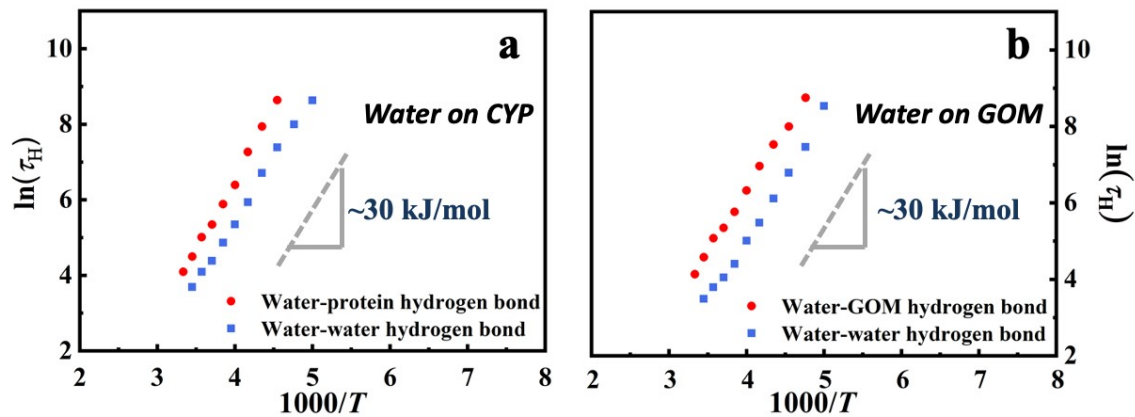 a
10
8
6
4
2
ln(τH)
Water on CYP
~30 kJ/mol
Water-protein hydrogen bond
Water-water hydrogen bond
2 3 4 5 6 7 8
1000/T
b
10
8
6
4
2
ln(τH)
Water on GOM
~30 kJ/mol
Water-GOM hydrogen bond
Water-water hydrogen bond
2 3 4 5 6 7 8
1000/T